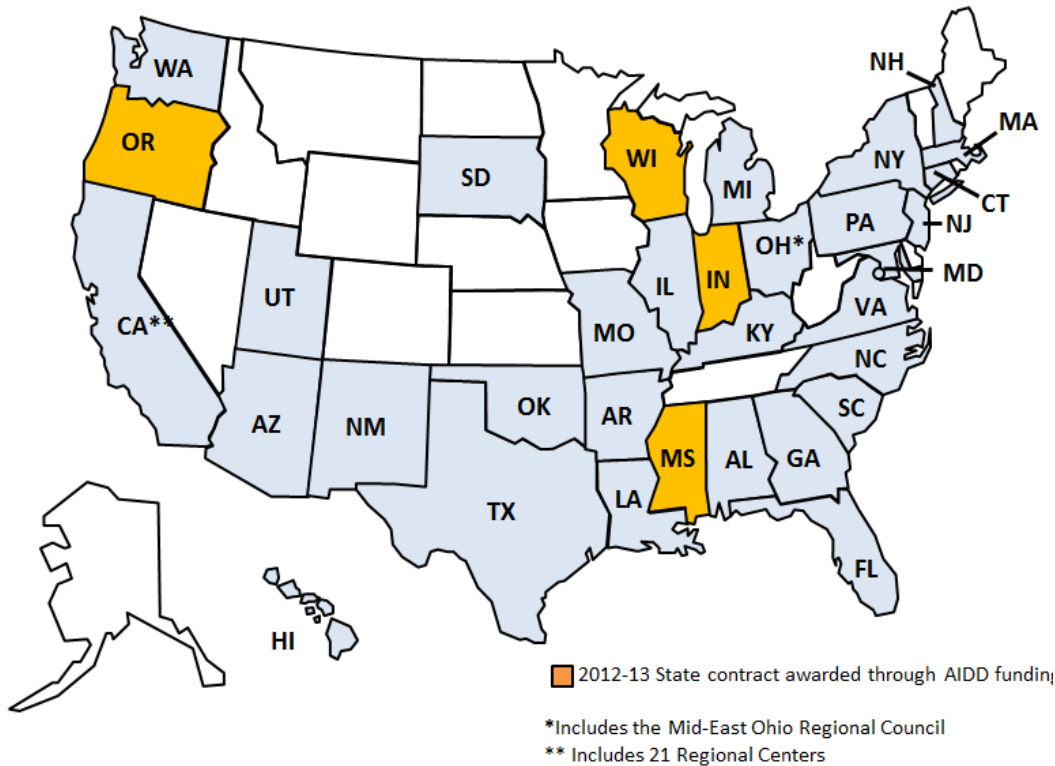 WA
NH
MA
OR
WI
NY
SD
MI
CT
PA
NJ
OH*
MD
UT
IL
IN
CA**
MO
KY
VA
NC
OK
AR
SC
AZ
NM
MS
AL
GA
LA
TX
FL
HI
2012-13 State contract awarded through AIDD funding
*Includes the Mid-East Ohio Regional Council
** Includes 21 Regional Centers